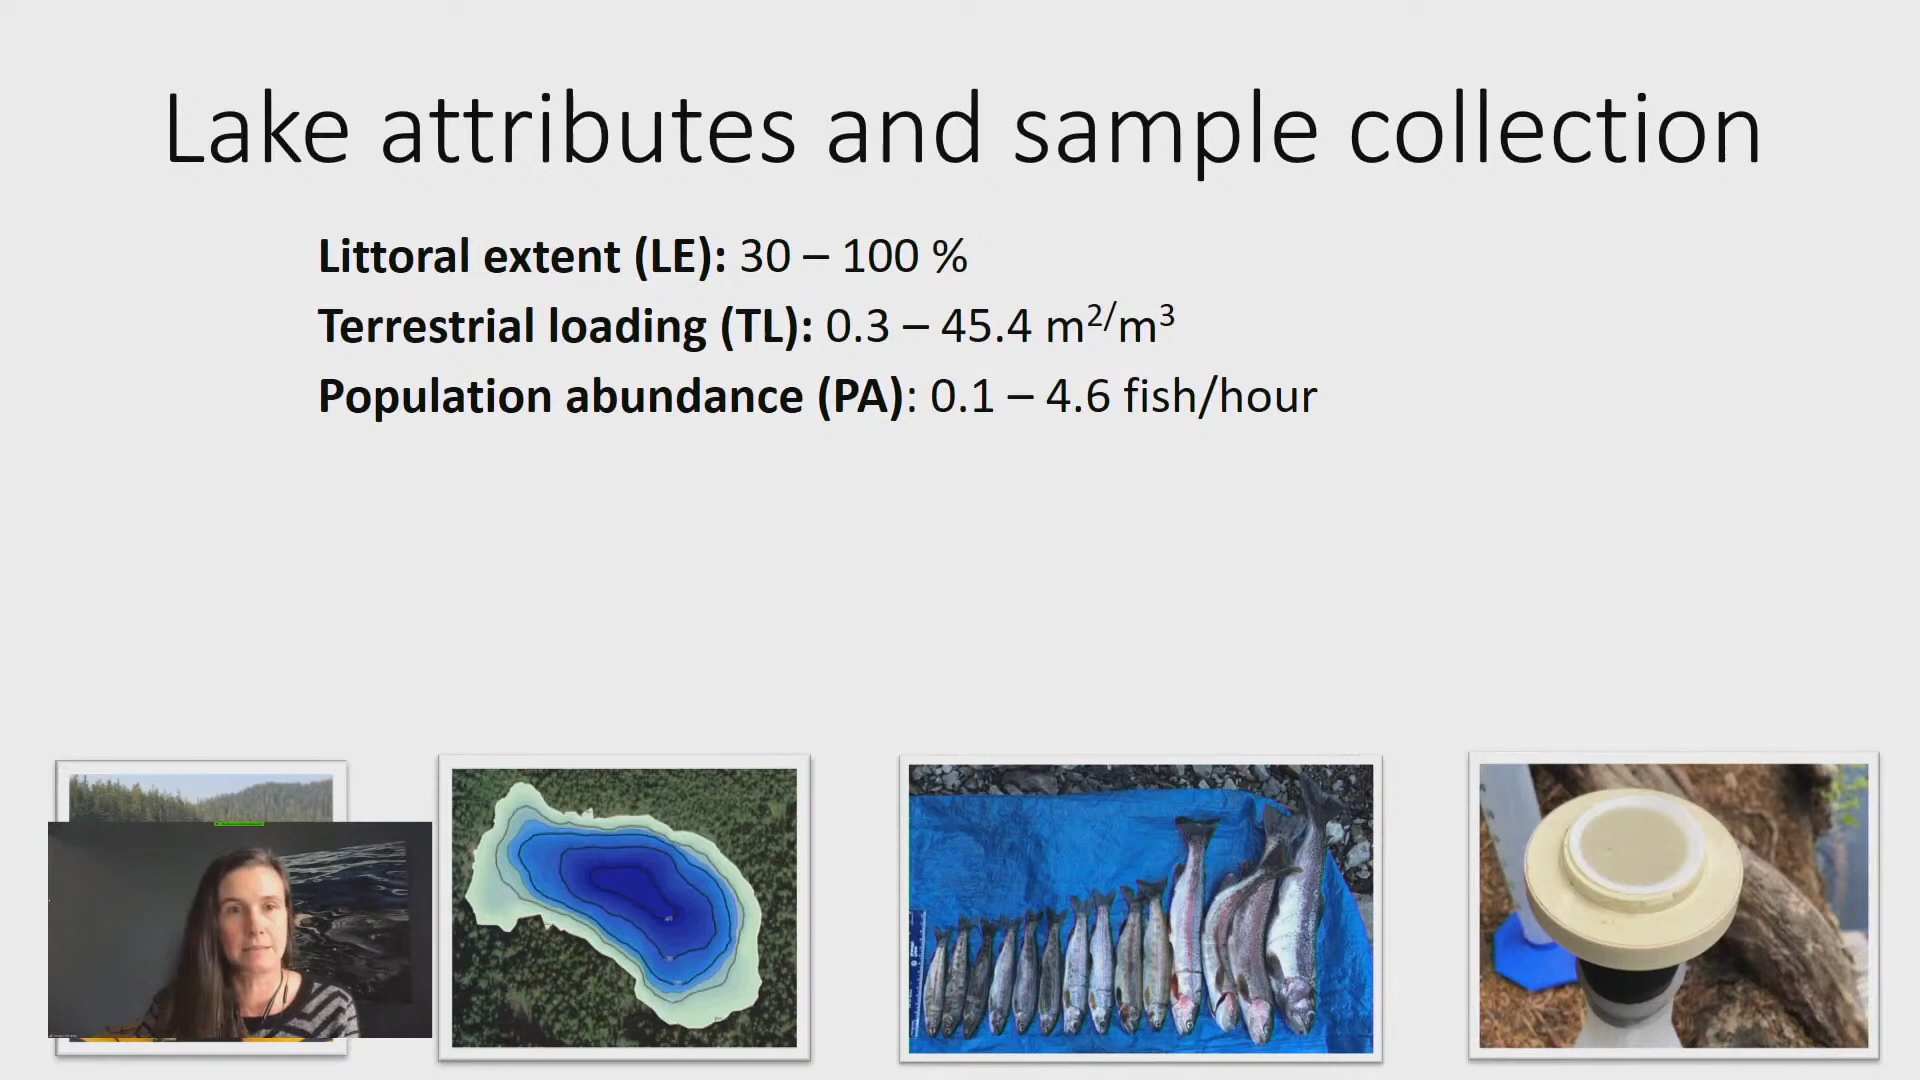 Lake attributes and sample collection
Littoral extent (LE): 30 – 100 %
Terrestrial loading (TL): 0.3 – 45.4 m²/m³
Population abundance (PA): 0.1 – 4.6 fish/hour